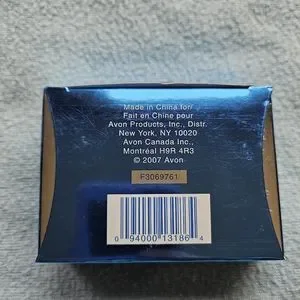 Made in China for/
Fait en Chine pour
Avon Products, Inc., Distr.
New York, NY 10020
Avon Canada Inc.,
Montréal H9R 4R3
© 2007 Avon
F3069761
0 94000 13186 4